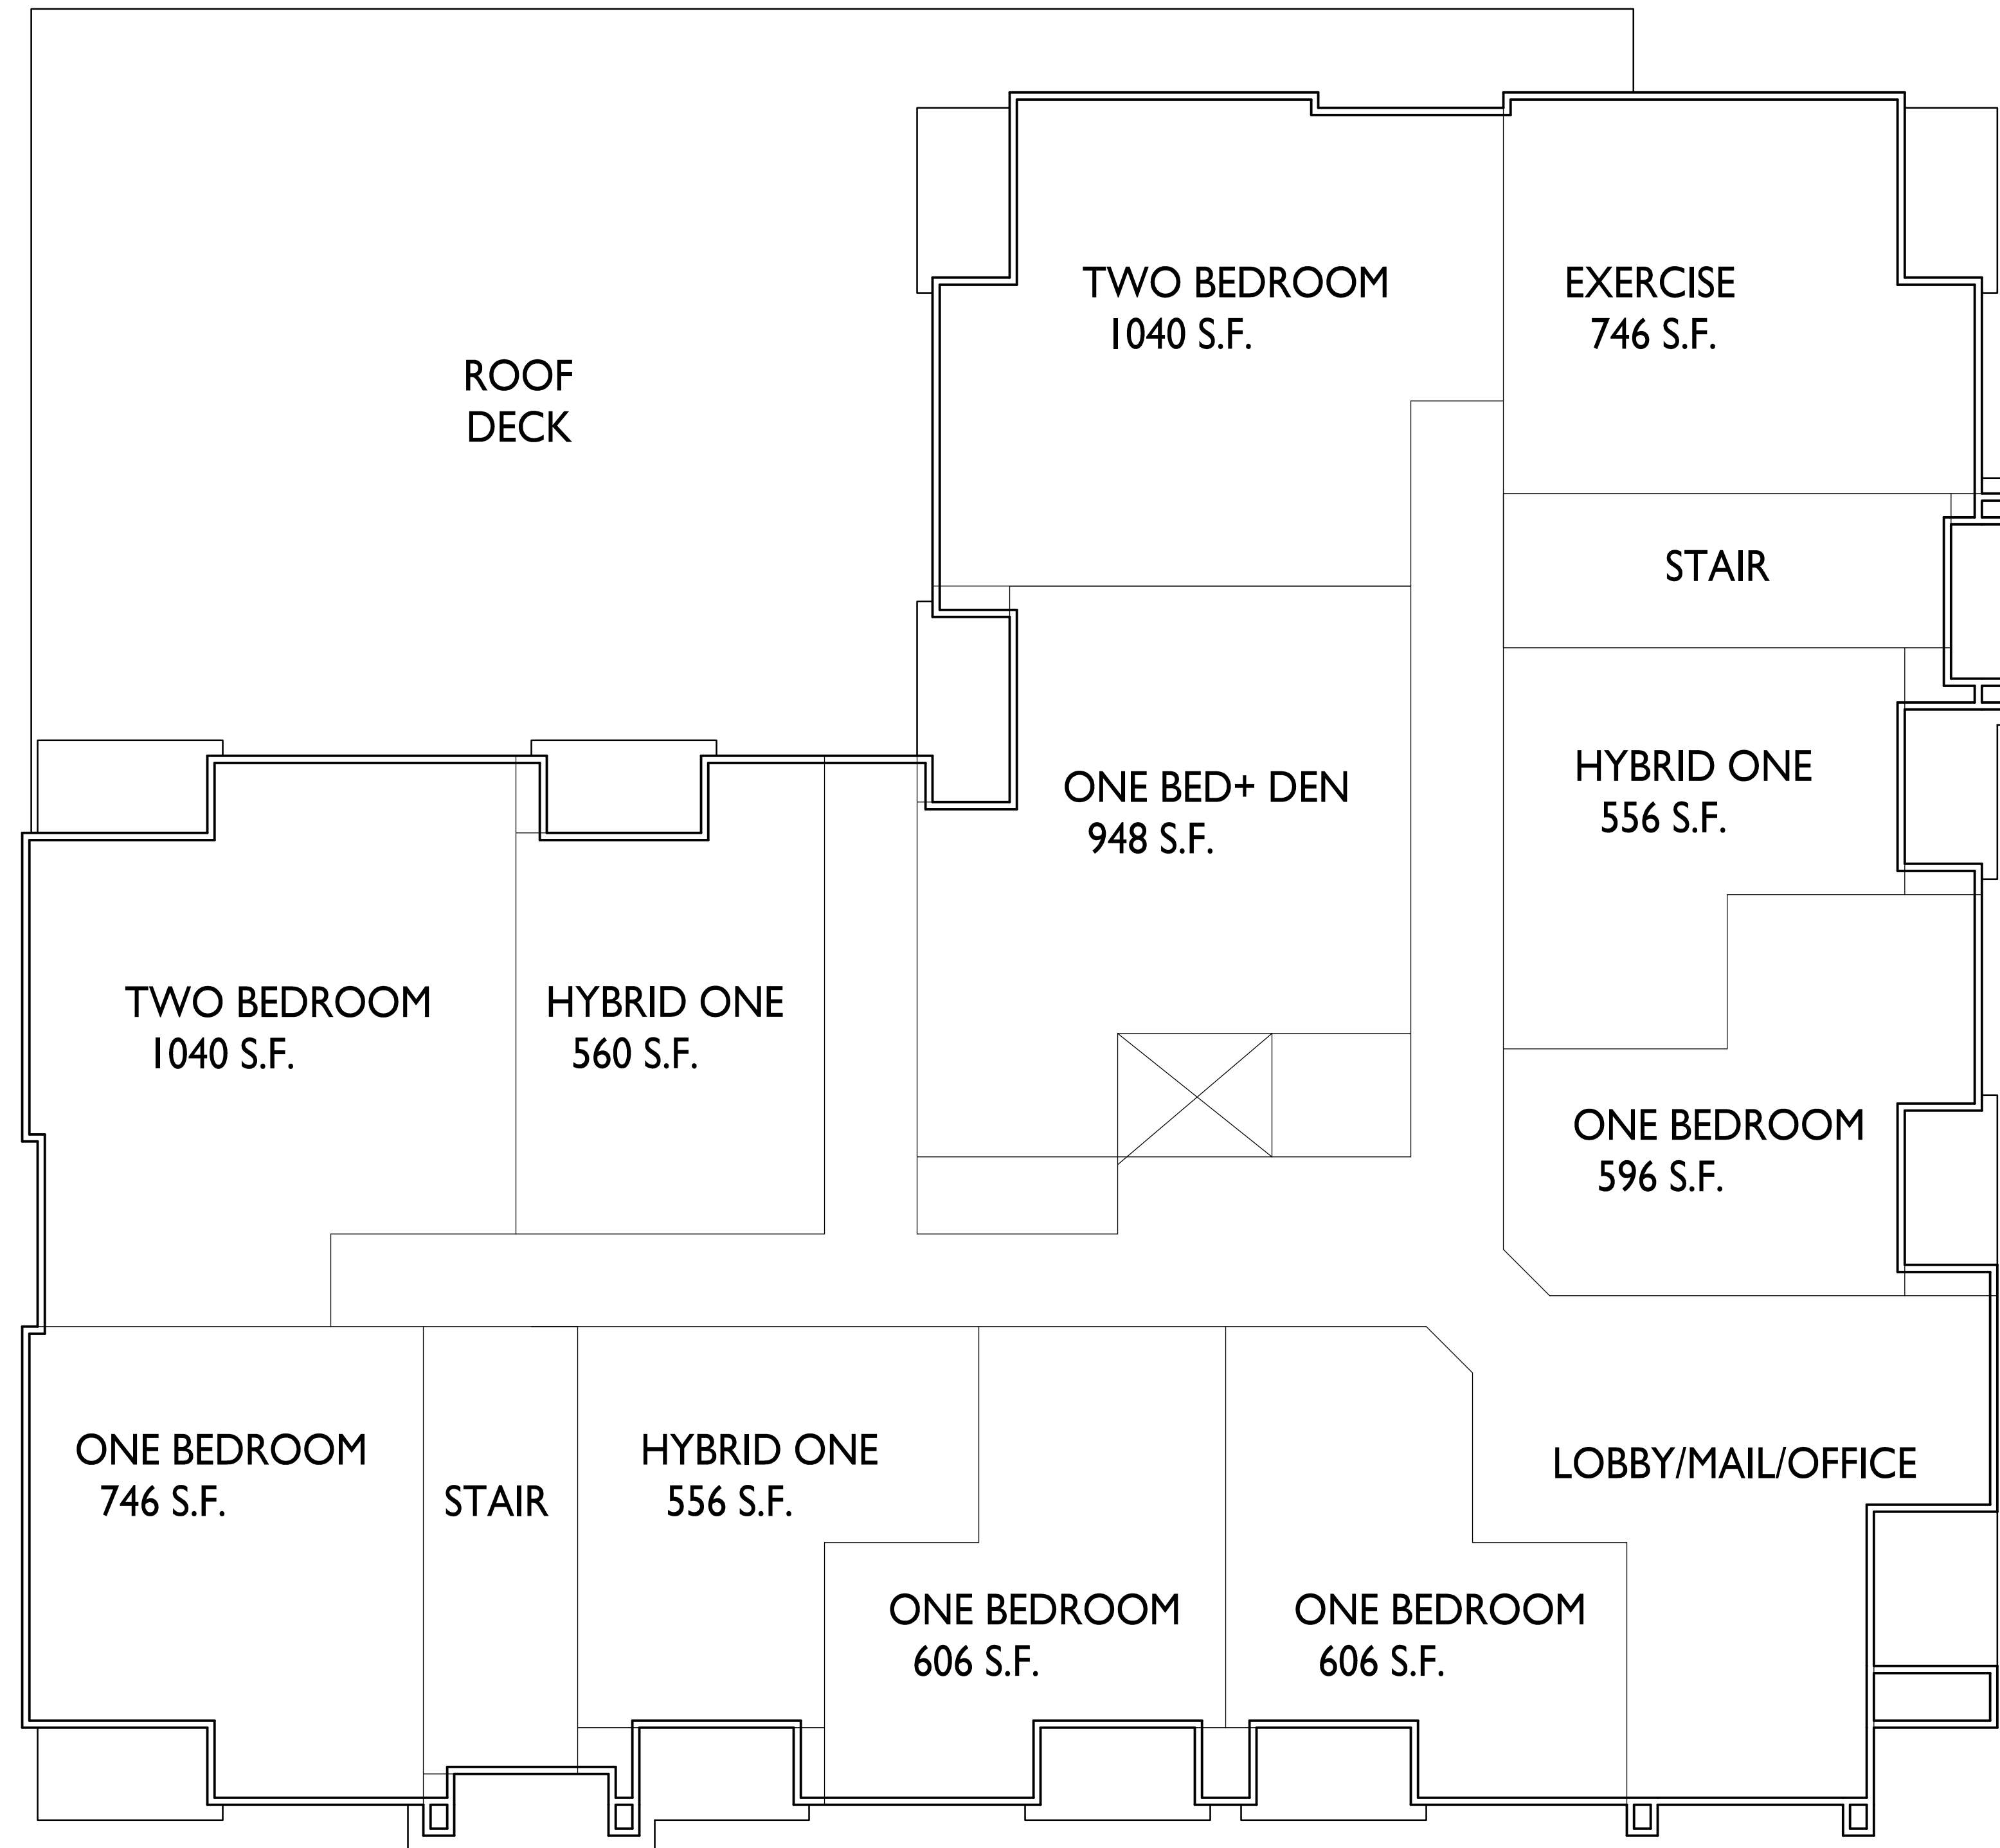 TWO BEDROOM
1040 S.F.
EXERCISE
746 S.F.
ROOF
DECK
STAIR
HYBRID ONE
556 S.F.
ONE BED+ DEN
948 S.F.
TWO BEDROOM
1040 S.F.
HYBRID ONE
560 S.F.
ONE BEDROOM
596 S.F.
ONE BEDROOM
746 S.F.
STAIR
HYBRID ONE
556 S.F.
LOBBY/MAIL/OFFICE
ONE BEDROOM
606 S.F.
ONE BEDROOM
606 S.F.